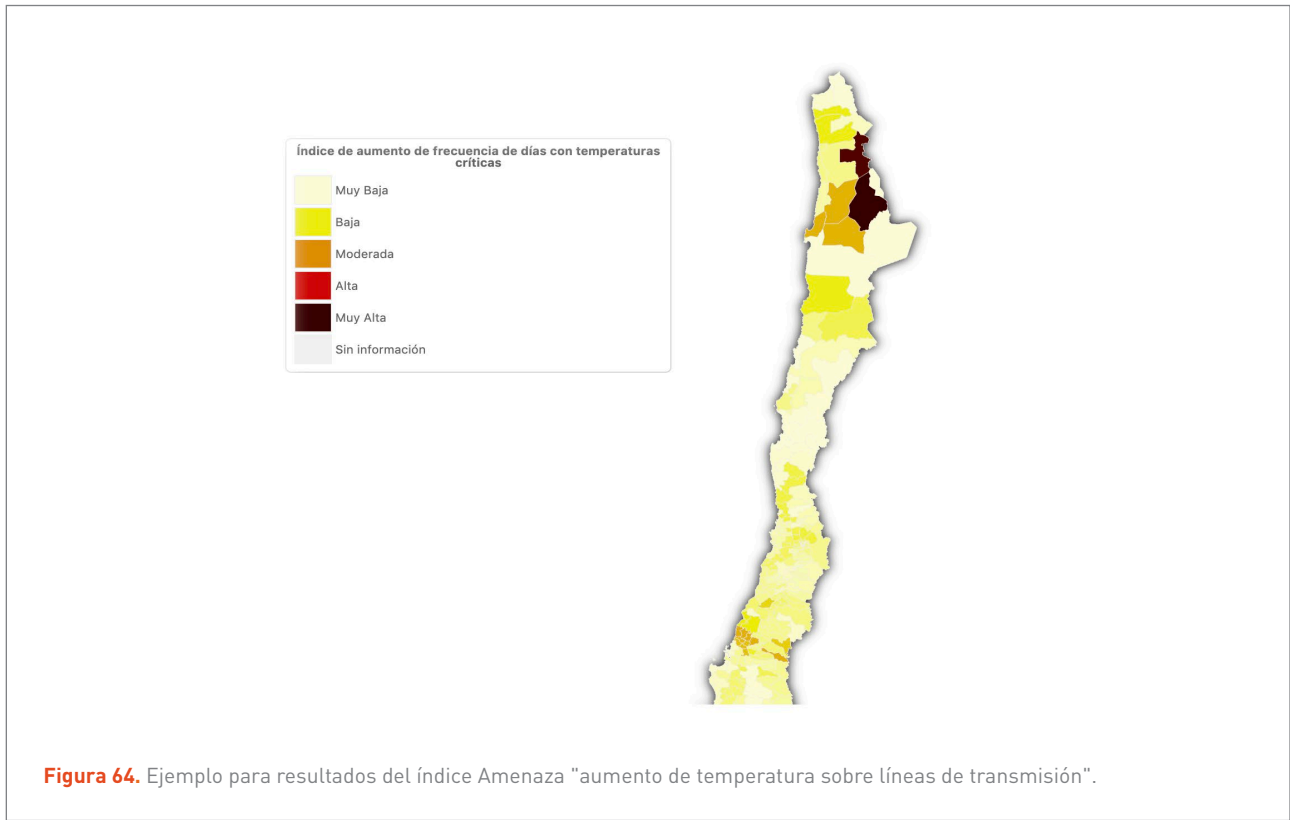 Índice de aumento de frecuencia de días con temperaturas
críticas
Muy Baja
Baja
Moderada
Alta
Muy Alta
Sin información
Figura 64. Ejemplo para resultados del índice Amenaza "aumento de temperatura sobre líneas de transmisión".